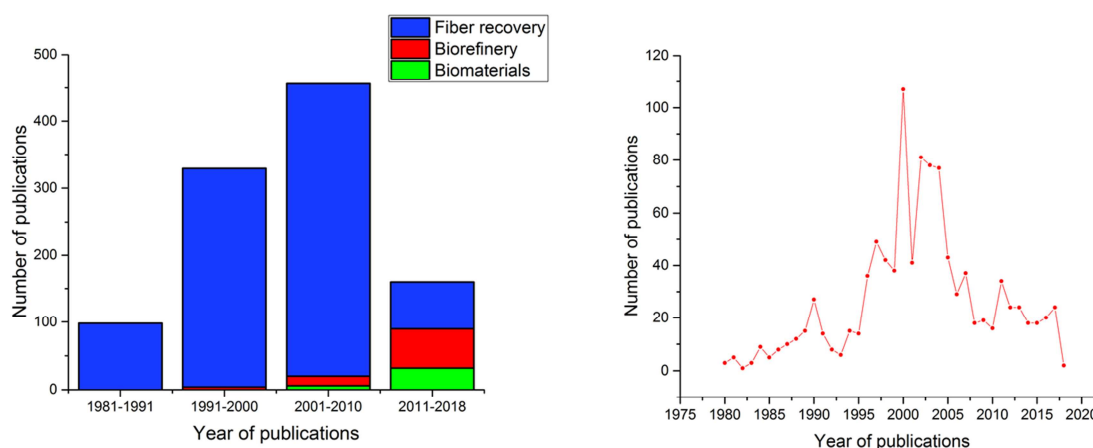 Fiber recovery
Biorefinery
Biomaterials
500
400
300
200
100
0
Number of publications
1981-1991
1991-2000
2001-2010
2011-2018
Year of publications
120
100
80
60
40
20
0
Number of publications
1975 1980 1985 1990 1995 2000 2005 2010 2015 2020
Year of publications